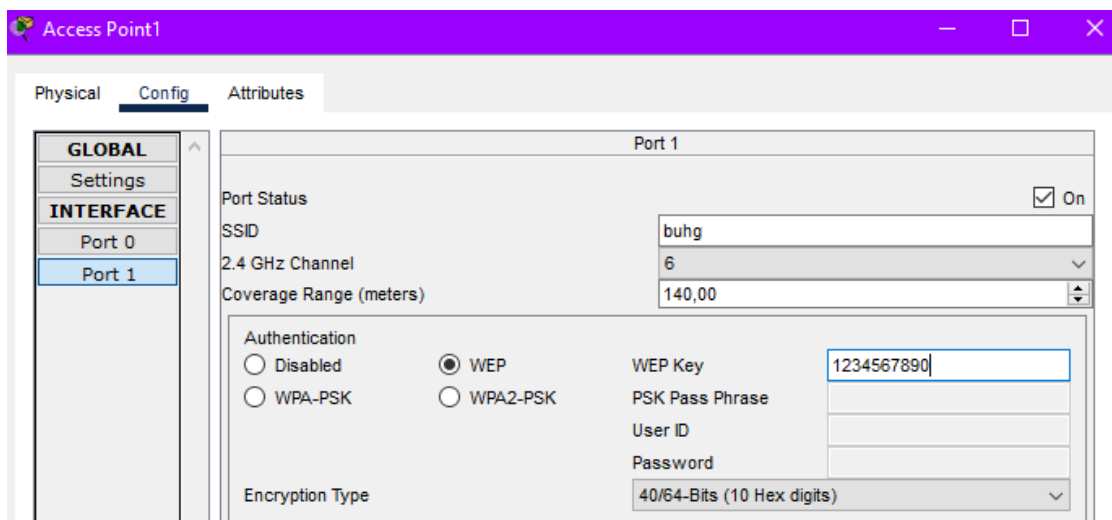 Access Point1
Physical Config Attributes
GLOBAL
Settings
INTERFACE
Port 0
Port 1
Port 1
Port Status On
SSID buhg
2.4 GHz Channel 6
Coverage Range (meters) 140,00
Authentication
Disabled WEP WEP Key 1234567890
WPA-PSK WPA2-PSK PSK Pass Phrase
User ID
Password
Encryption Type 40/64-Bits (10 Hex digits)